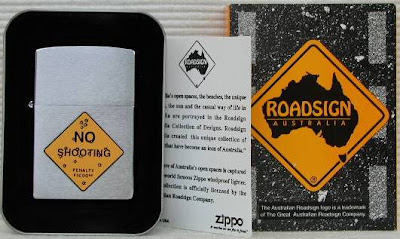 NO
SHOOTING
PENALTY
ROADSIGN
AUSTRALIA
's open spaces, the beaches, the unique
, the sun and the casual way of life in
are portrayed in the Roadsign
Collection of Designs. Roadsign
created this unique collection of
that have become an icon of Australia."
of Australia's open spaces is captured
world famous Zippo windproof lighter.
collection is officially licenced by the
Roadsign Company.
zippo
ROADSIGN
AUSTRALIA
®
The Australian Roadsign logo is a trademark
of The Great Australian Roadsign Company.